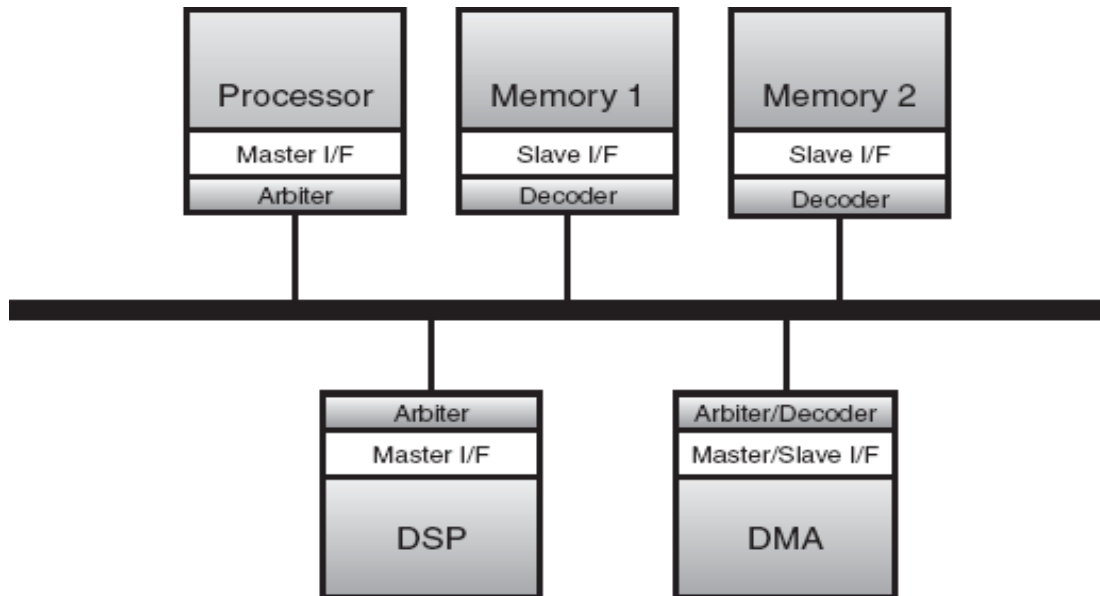 Processor
Master I/F
Arbiter
Memory 1
Slave I/F
Decoder
Memory 2
Slave I/F
Decoder
Arbiter
Master I/F
DSP
Arbiter/Decoder
Master/Slave I/F
DMA